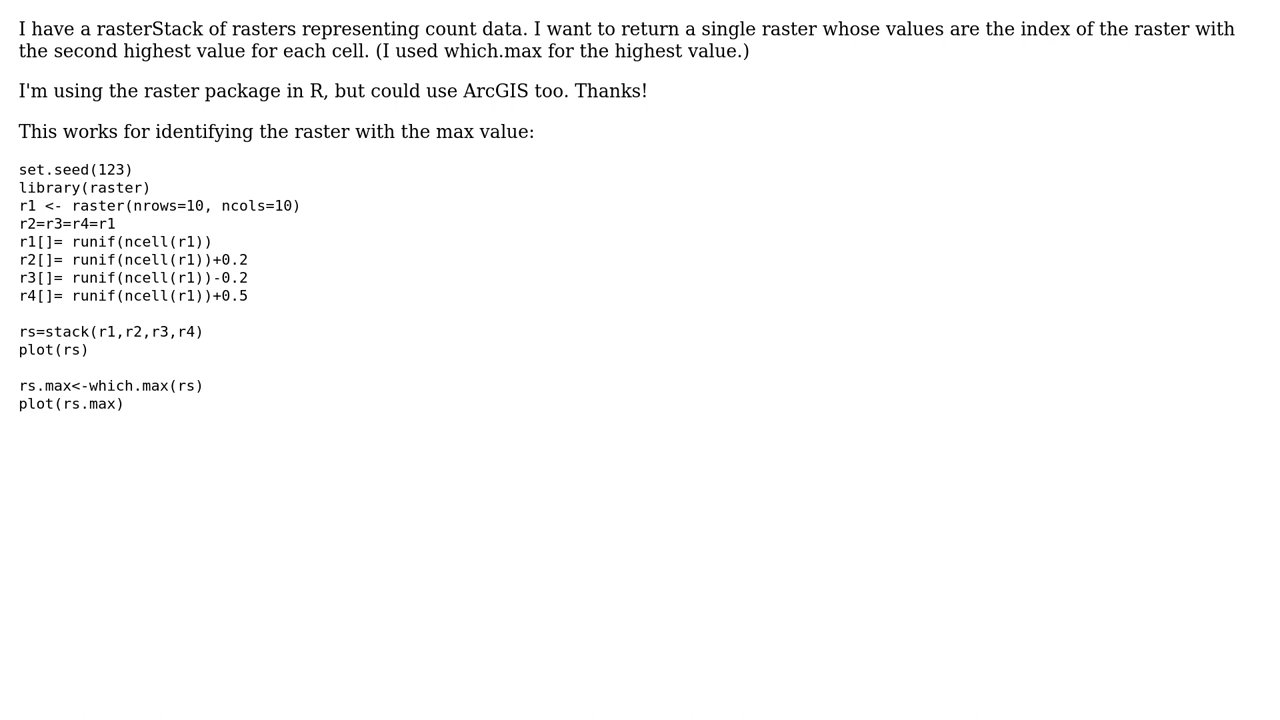 I have a rasterStack of rasters representing count data. I want to return a single raster whose values are the index of the raster with
the second highest value for each cell. (I used which.max for the highest value.)
I'm using the raster package in R, but could use ArcGIS too. Thanks!
This works for identifying the raster with the max value:
set.seed(123)
library(raster)
r1 <- raster(nrows=10, ncols=10)
r2=r3=r4=r1
r1[]= runif(ncell(r1))
r2[]= runif(ncell(r1))+0.2
r3[]= runif(ncell(r1))-0.2
r4[]= runif(ncell(r1))+0.5
rs=stack(r1,r2,r3,r4)
plot(rs)
rs.max<-which.max(rs)
plot(rs.max)